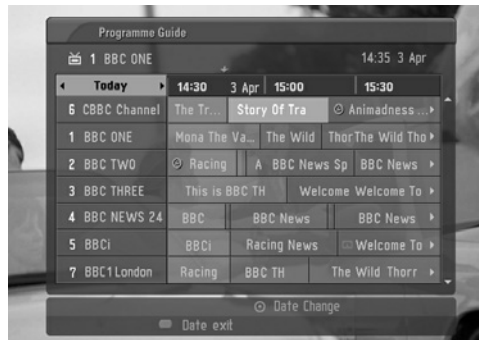 Programme Guide
1 BBC ONE 14:35 3 Apr
Today 14:30 3 Apr 15:00 15:30
6 CBBC Channel The Tr... Story Of Tra Animadness ...
1 BBC ONE Mona The Va... The Wild ThorThe Wild Tho
2 BBC TWO Racing A BBC News Sp BBC News
3 BBC THREE This is BBC TH Welcome Welcome To
4 BBC NEWS 24 BBC BBC News BBC News
5 BBCi BBCi Racing News Welcome To
7 BBC1 London Racing BBC TH The Wild Thorr
Date Change
Date exit